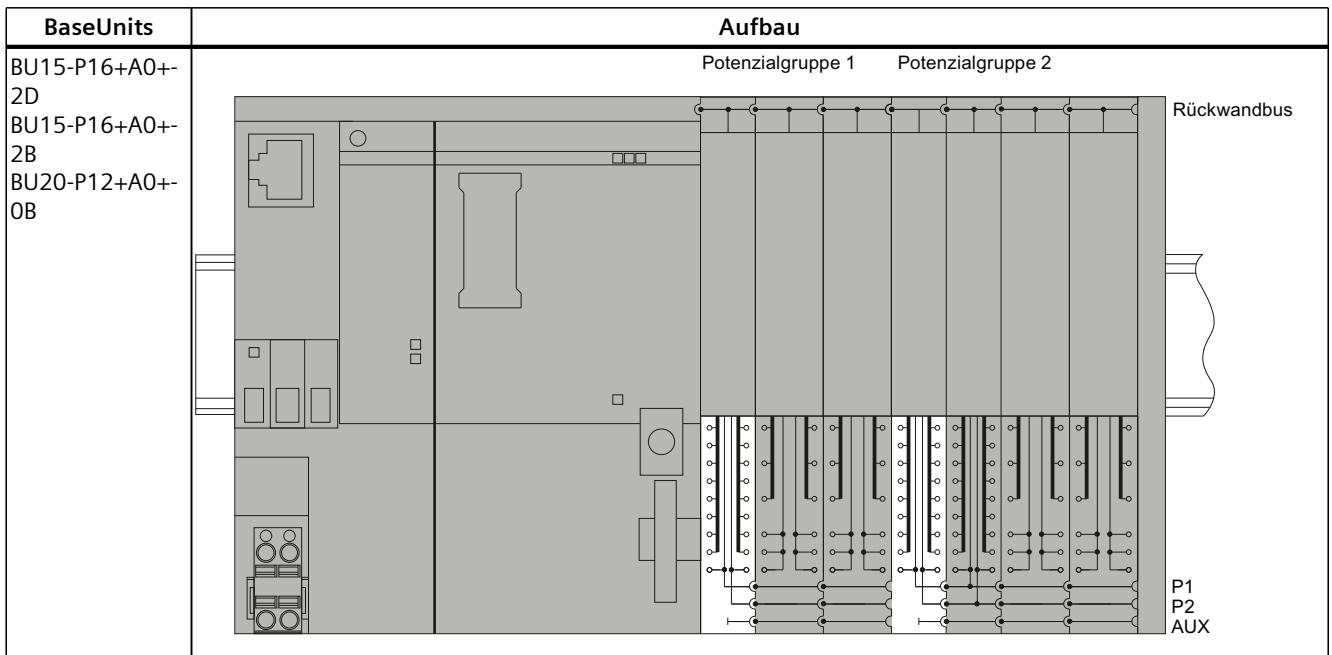 BaseUnits
Aufbau
BU15-P16+A0+-
2D
BU15-P16+A0+-
2B
BU20-P12+A0+-
0B
Potenzialgruppe 1
Potenzialgruppe 2
Rückwandbus
P1
P2
AUX